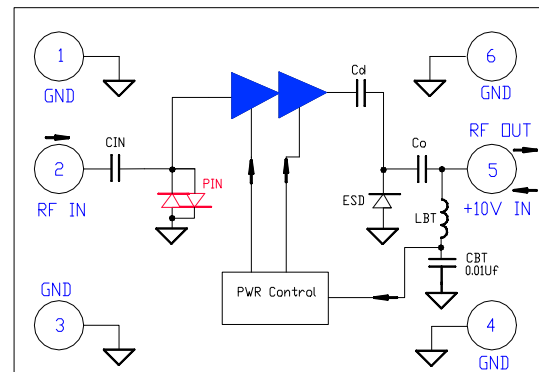 1
GND
6
GND
Cd
CIN
2
RF IN
PIN
RF OUT
Co
5
+10V IN
ESD
LBT
CBT
0.01Uf
PWR Control
GND
3
4
GND